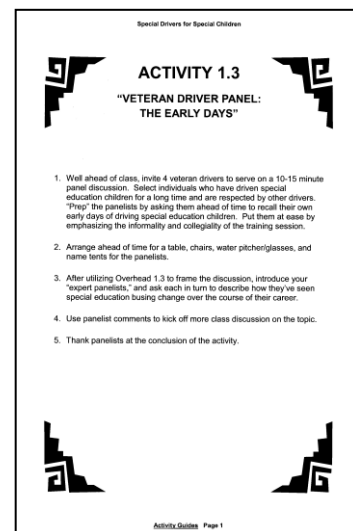 Special Drivers for Special Children
ACTIVITY 1.3
"VETERAN DRIVER PANEL:
THE EARLY DAYS"
1. Well ahead of class, invite 4 veteran drivers to serve on a 10-15 minute
panel discussion. Select individuals who have driven special
education children for a long time and are respected by other drivers.
"Prep" the panelists by asking them ahead of time to recall their own
early days of driving special education children. Put them at ease by
emphasizing the informality and collegiality of the training session.
2. Arrange ahead of time for a table, chairs, water pitcher/glasses, and
name tents for the panelists.
3. After utilizing Overhead 1.3 to frame the discussion, introduce your
"expert panelists," and ask each in turn to describe how they've seen
special education busing change over the course of their career.
4. Use panelist comments to kick off more class discussion on the topic.
5. Thank panelists at the conclusion of the activity.
Activity Guides Page 1